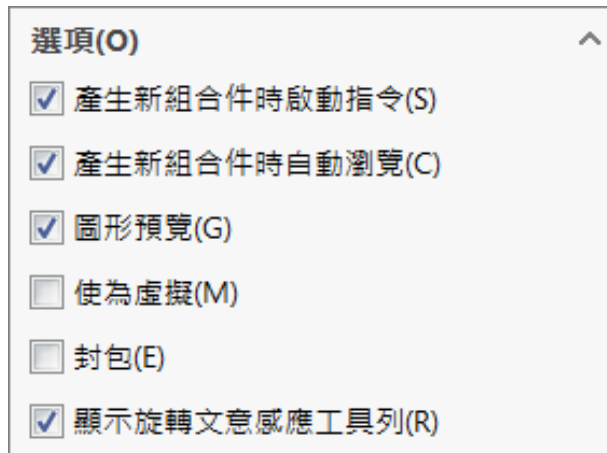 選項(O)
產生新組合件時啟動指令(S)
產生新組合件時自動瀏覽(C)
圖形預覽(G)
使為虛擬(M)
封包(E)
顯示旋轉文意感應工具列(R)